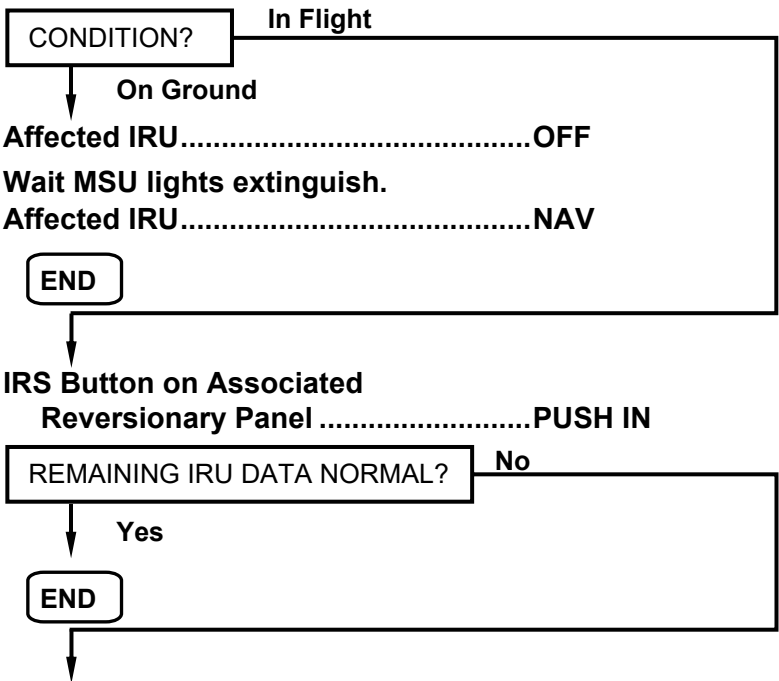 CONDITION?
In Flight
On Ground
Affected IRU...........................................OFF
Wait MSU lights extinguish.
Affected IRU...........................................NAV
END
IRS Button on Associated
Reversionary Panel ..........................PUSH IN
REMAINING IRU DATA NORMAL?
No
Yes
END